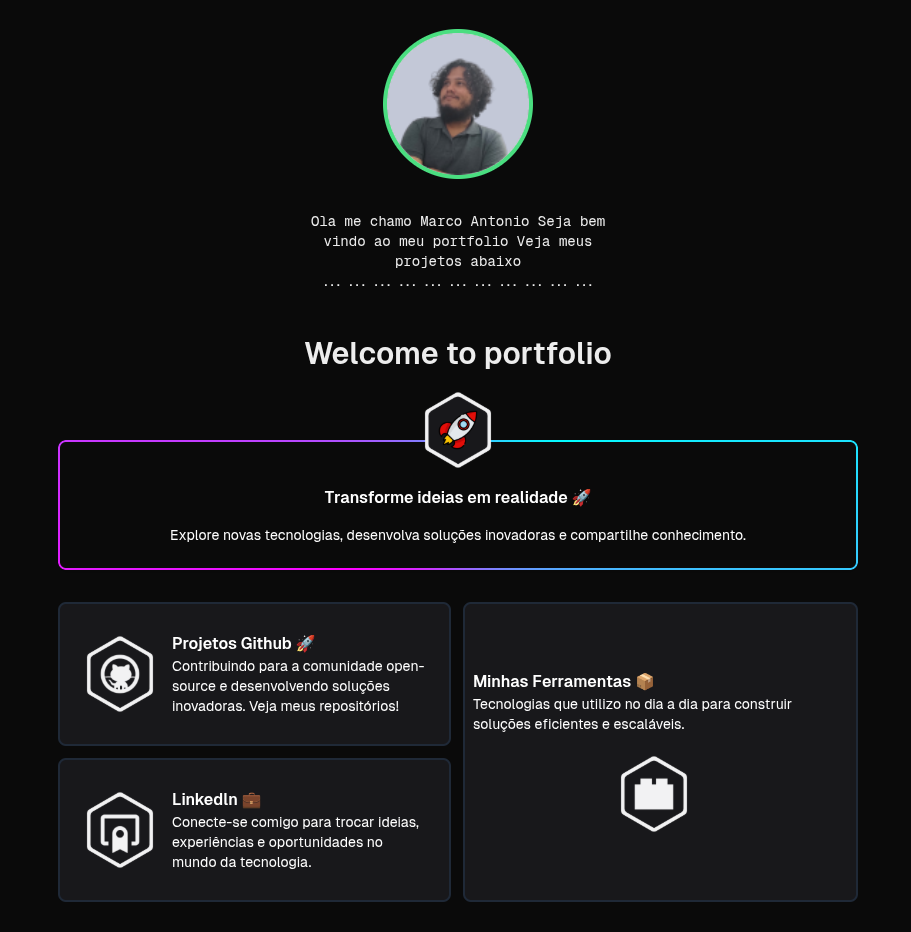 Ola me chamo Marco Antonio Seja bem
vindo ao meu portfolio Veja meus
projetos abaixo
... ... ... ... ... ... ... ... ... ... ...
Welcome to portfolio
Transforme ideias em realidade 🚀
Explore novas tecnologias, desenvolva soluções inovadoras e compartilhe conhecimento.
Projetos Github 🚀
Contribuindo para a comunidade open-
source e desenvolvendo soluções
inovadoras. Veja meus repositórios!
Linkedln 💼
Conecte-se comigo para trocar ideias,
experiências e oportunidades no
mundo da tecnologia.
Minhas Ferramentas 📦
Tecnologias que utilizo no dia a dia para construir
soluções eficientes e escaláveis.